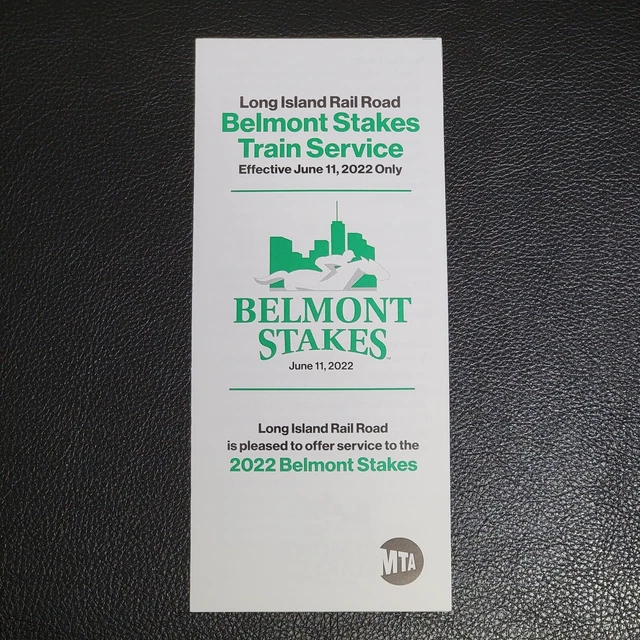 Long Island Rail Road
Belmont Stakes
Train Service
Effective June 11, 2022 Only
BELMONT
STAKES
June 11, 2022
Long Island Rail Road
is pleased to offer service to the
2022 Belmont Stakes
MTA